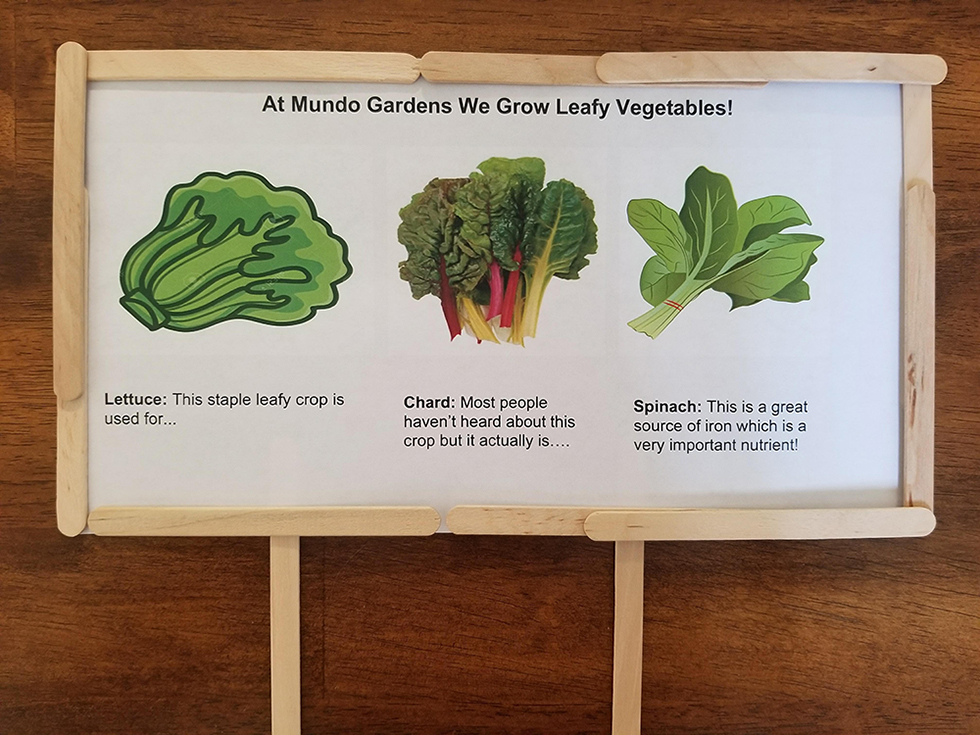 At Mundo Gardens We Grow Leafy Vegetables!
Lettuce: This staple leafy crop is
used for...
Chard: Most people
haven't heard about this
crop but it actually is....
Spinach: This is a great
source of iron which is a
very important nutrient!